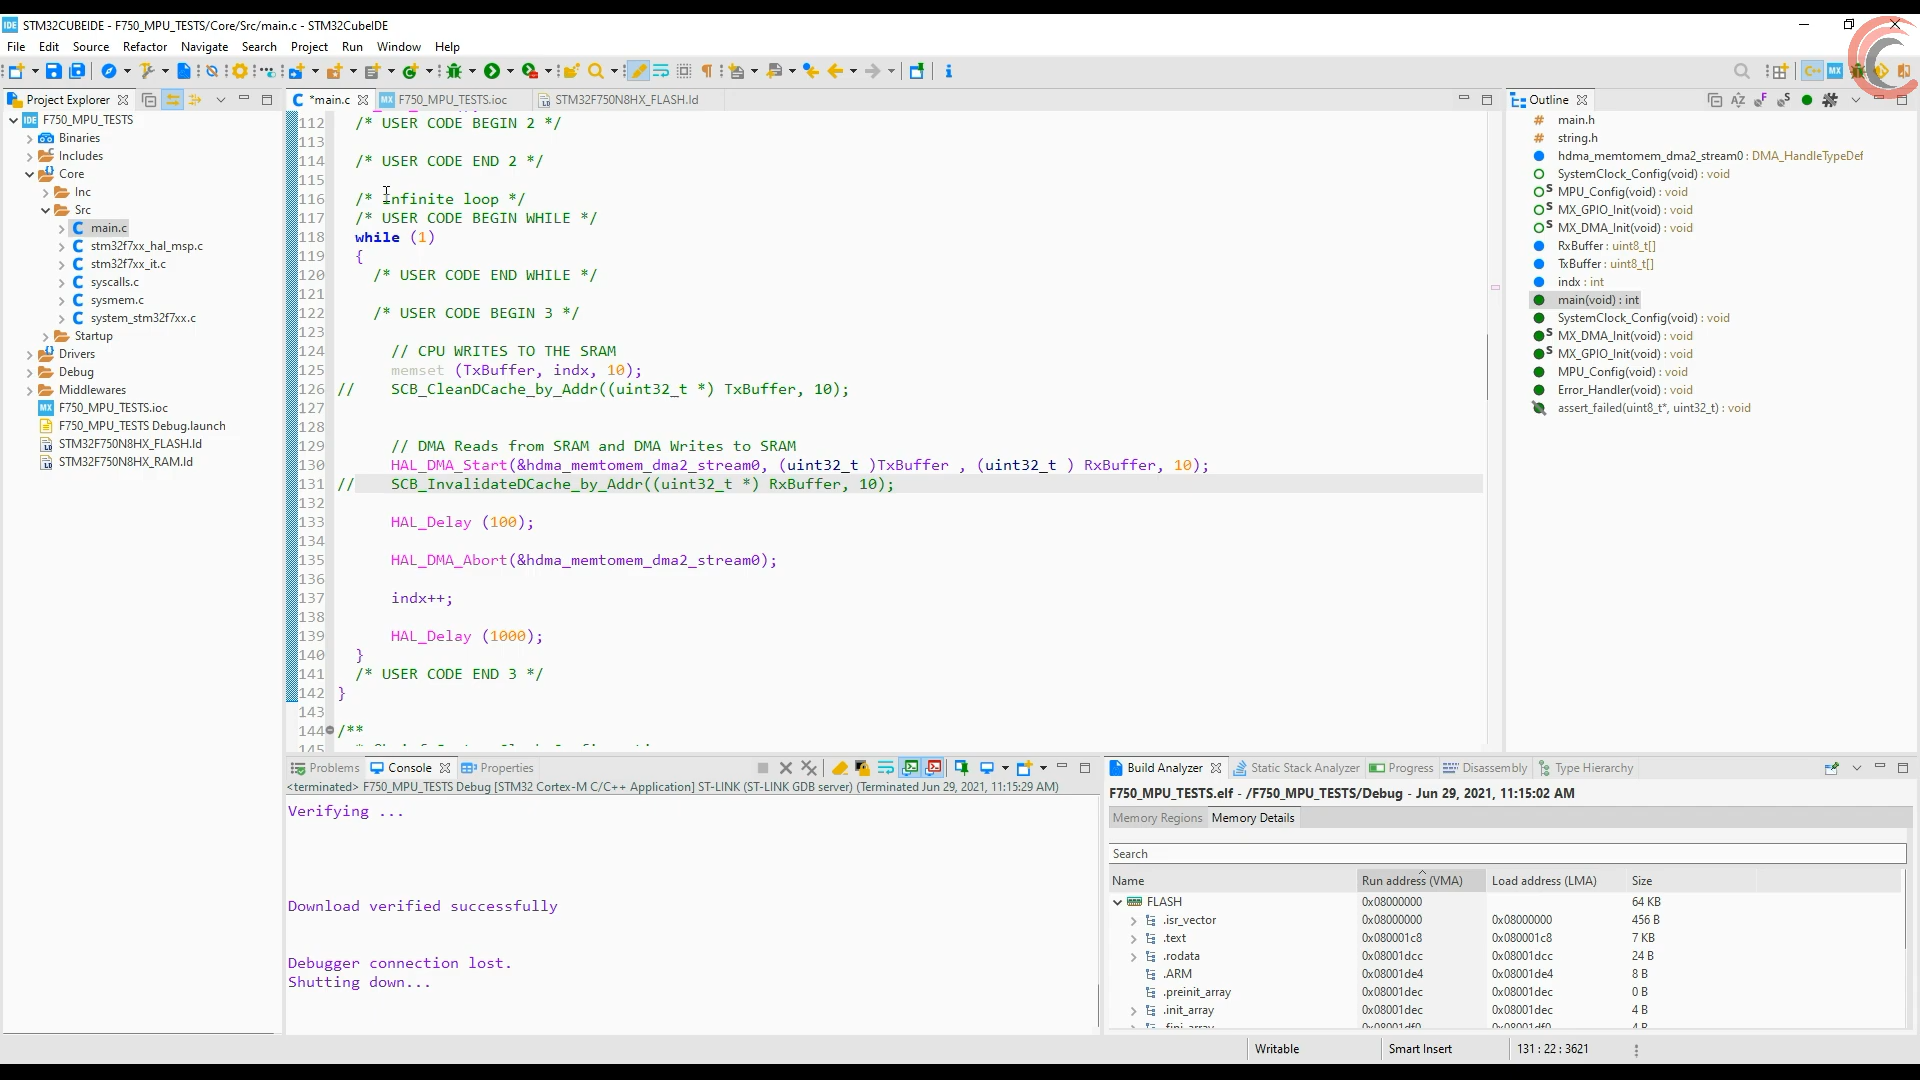 STM32CUBEIDE - F750_MPU_TESTS/Core/Src/main.c - STM32CubeIDE
File Edit Source Refactor Navigate Search Project Run Window Help
Project Explorer
F750_MPU_TESTS
Binaries
Includes
Core
Inc
Src
main.c
stm32f7xx_hal_msp.c
stm32f7xx_it.c
syscalls.c
sysmem.c
system_stm32f7xx.c
Startup
Drivers
Debug
Middlewares
F750_MPU_TESTS.ioc
F750_MPU_TESTS Debug.launch
STM32F750N8HX_FLASH.ld
STM32F750N8HX_RAM.ld
*main.c F750_MPU_TESTS.ioc STM32F750N8HX_FLASH.ld
112 /* USER CODE BEGIN 2 */
113
114 /* USER CODE END 2 */
115
116 /* Infinite loop */
117 /* USER CODE BEGIN WHILE */
118 while (1)
119 {
120 /* USER CODE END WHILE */
121
122 /* USER CODE BEGIN 3 */
123
124 // CPU WRITES TO THE SRAM
125 memset (TxBuffer, indx, 10);
126 // SCB_CleanDCache_by_Addr((uint32_t *) TxBuffer, 10);
127
128
129 // DMA Reads from SRAM and DMA Writes to SRAM
130 HAL_DMA_Start(&hdma_memtomem_dma2_stream0, (uint32_t )TxBuffer , (uint32_t ) RxBuffer, 10);
131 // SCB_InvalidateDCache_by_Addr((uint32_t *) RxBuffer, 10);
132
133 HAL_Delay (100);
134
135 HAL_DMA_Abort(&hdma_memtomem_dma2_stream0);
136
137 indx++;
138
139 HAL_Delay (1000);
140 }
141 /* USER CODE END 3 */
142 }
143
144 /**
145
Outline
main.h
string.h
hdma_memtomem_dma2_stream0 : DMA_HandleTypeDef
SystemClock_Config(void) : void
MPU_Config(void) : void
MX_GPIO_Init(void) : void
MX_DMA_Init(void) : void
RxBuffer : uint8_t[]
TxBuffer : uint8_t[]
indx : int
main(void) : int
SystemClock_Config(void) : void
MX_DMA_Init(void) : void
MX_GPIO_Init(void) : void
MPU_Config(void) : void
Error_Handler(void) : void
assert_failed(uint8_t*, uint32_t) : void
Problems Console Properties
<terminated> F750_MPU_TESTS Debug [STM32 Cortex-M C/C++ Application] ST-LINK (ST-LINK GDB server) (Terminated Jun 29, 2021, 11:15:29 AM)
Verifying ...
Download verified successfully
Debugger connection lost.
Shutting down...
Build Analyzer Static Stack Analyzer Progress Disassembly Type Hierarchy
F750_MPU_TESTS.elf - /F750_MPU_TESTS/Debug - Jun 29, 2021, 11:15:02 AM
Memory Regions Memory Details
Search
Name Run address (VMA) Load address (LMA) Size
FLASH 0x08000000 64 KB
.isr_vector 0x08000000 0x08000000 456 B
.text 0x080001c8 0x080001c8 7 KB
.rodata 0x08001dcc 0x08001dcc 24 B
.ARM 0x08001de4 0x08001de4 8 B
.preinit_array 0x08001dec 0x08001dec 0 B
.init_array 0x08001dec 0x08001dec 4 B
.fini_array 0x08001df0 0x08001df0 4 B
Writable Smart Insert 131 : 22 : 3621